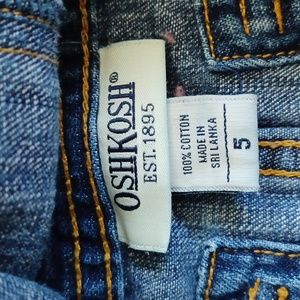 OSHKOSH®
EST. 1895
100% COTTON
MADE IN
SRI LANKA
5